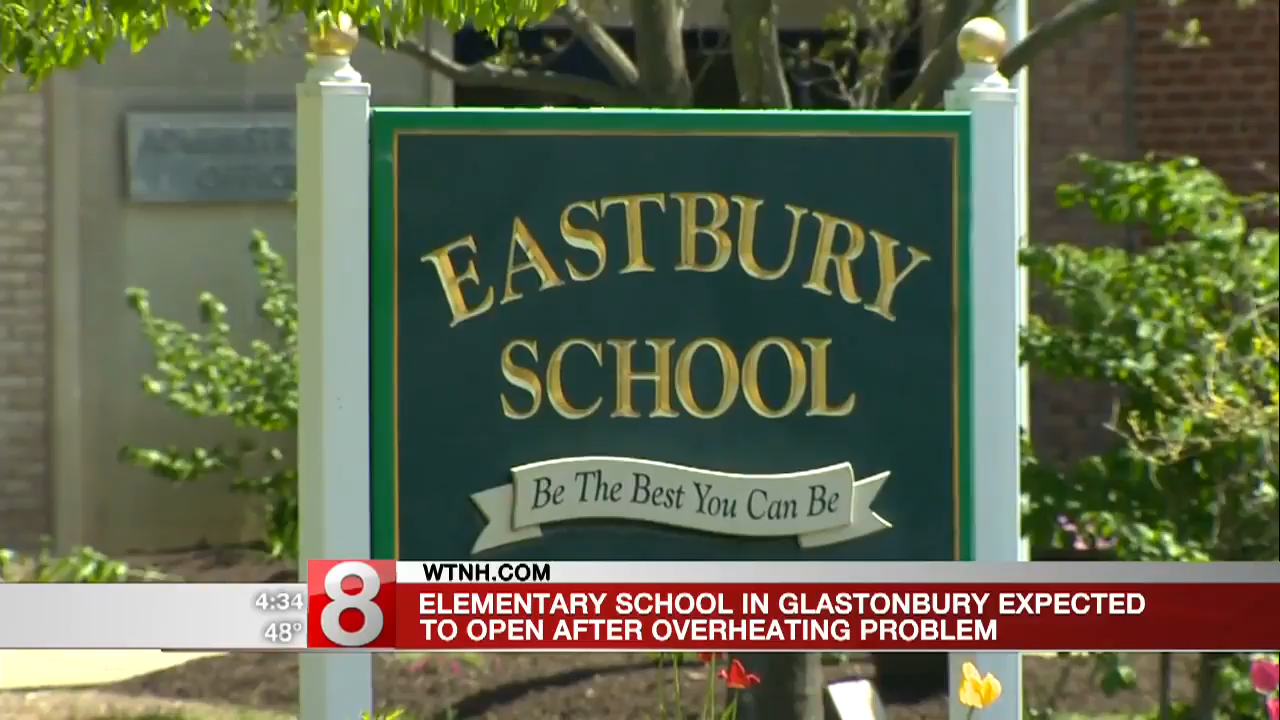 EASTBURY
SCHOOL
Be The Best You Can Be
WTNH.COM
4:34
48°
8
ELEMENTARY SCHOOL IN GLASTONBURY EXPECTED
TO OPEN AFTER OVERHEATING PROBLEM